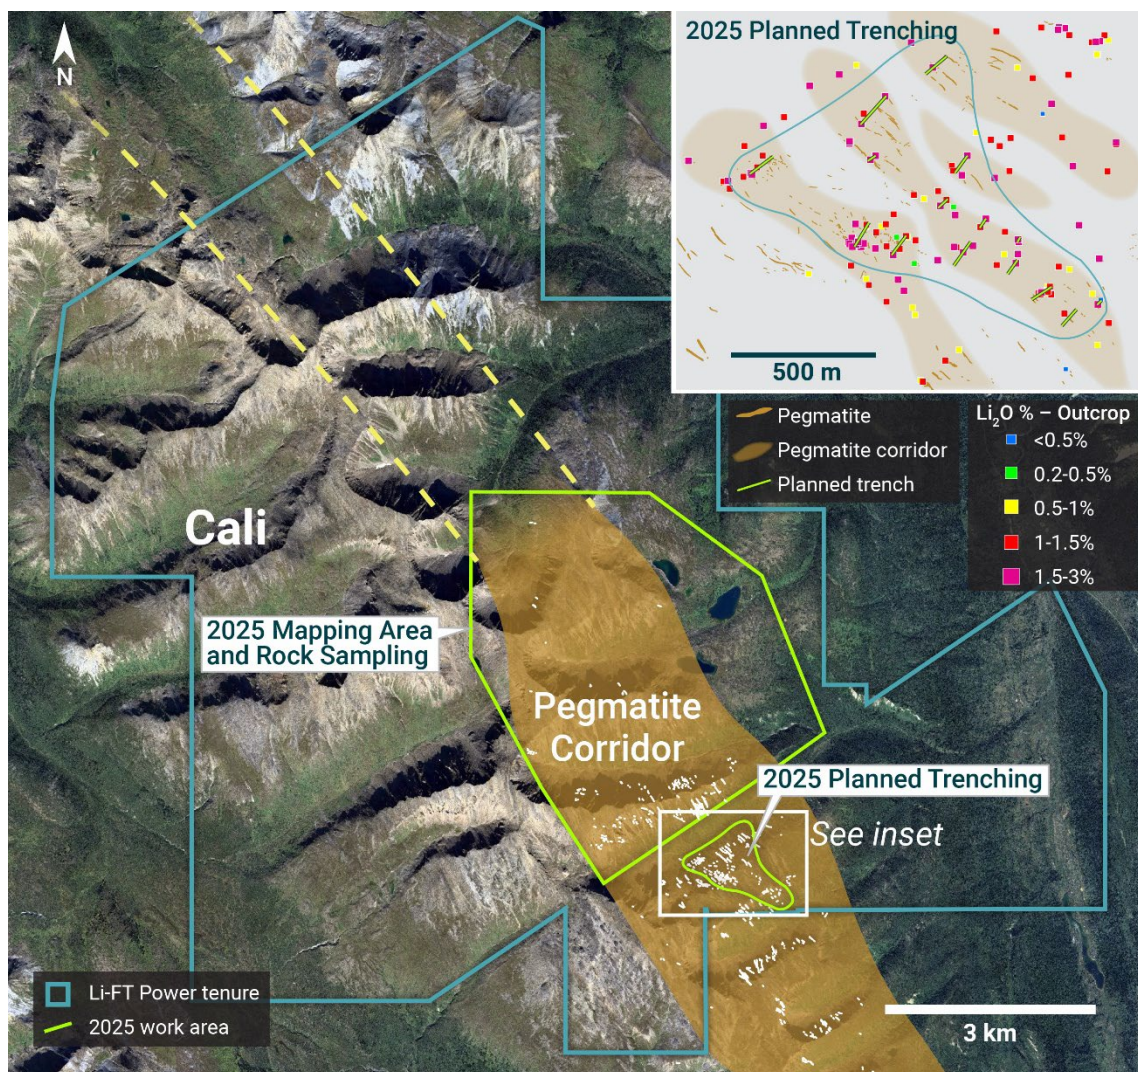 2025 Planned Trenching
N
500 m
Pegmatite
Pegmatite corridor
Planned trench
Li₂O % – Outcrop
<0.5%
0.2-0.5%
0.5-1%
1-1.5%
1.5-3%
Cali
2025 Mapping Area
and Rock Sampling
Pegmatite
Corridor
2025 Planned Trenching
See inset
Li-FT Power tenure
2025 work area
3 km